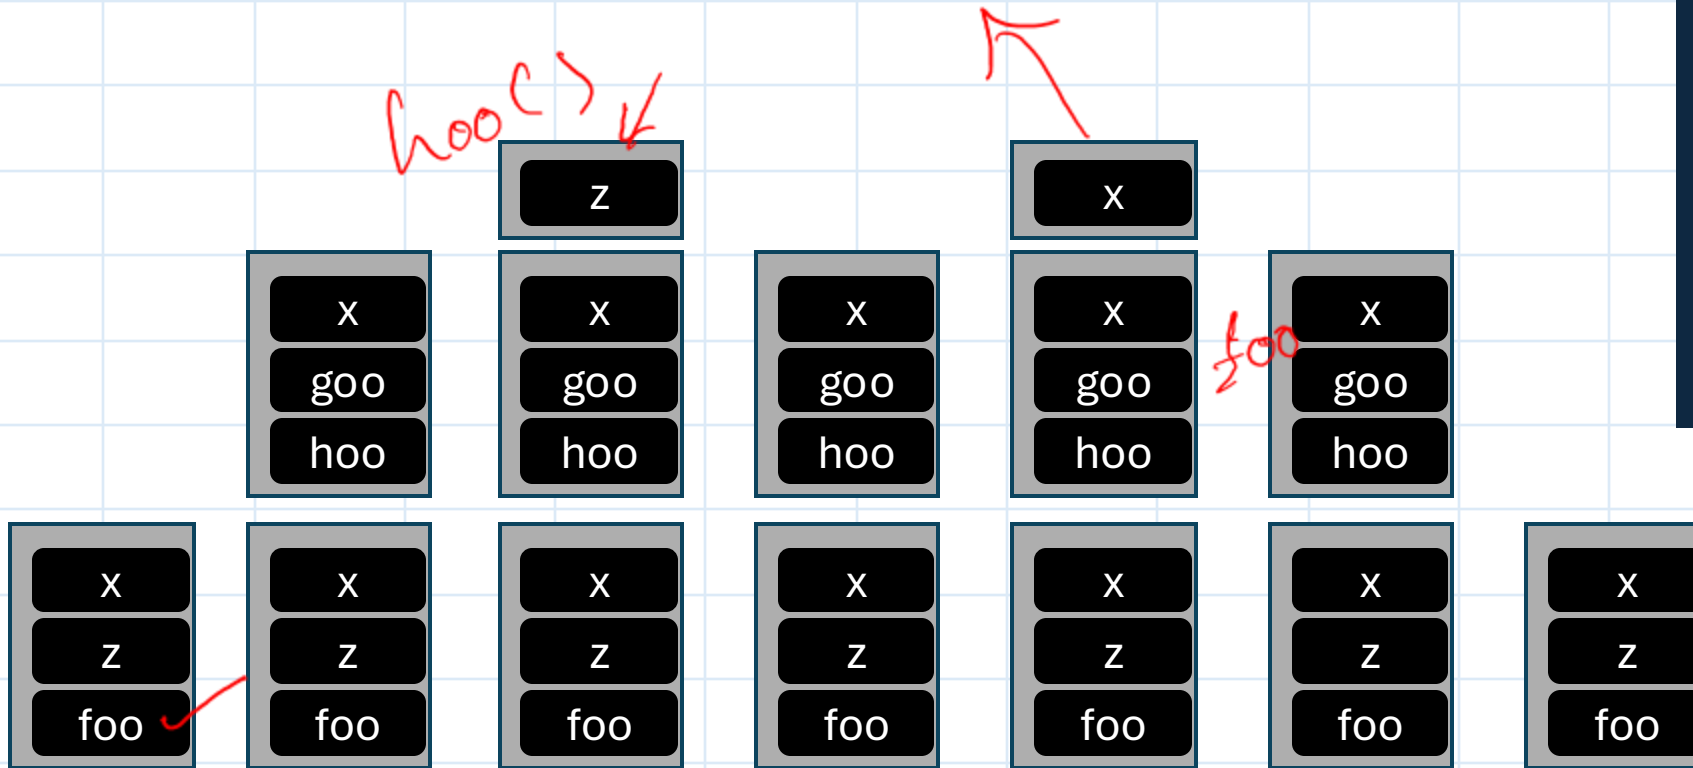 hoo()
z x
x x x x x
goo goo goo goo foo goo
hoo hoo hoo hoo hoo
x x x x x x x
z z z z z z z
foo foo foo foo foo foo foo